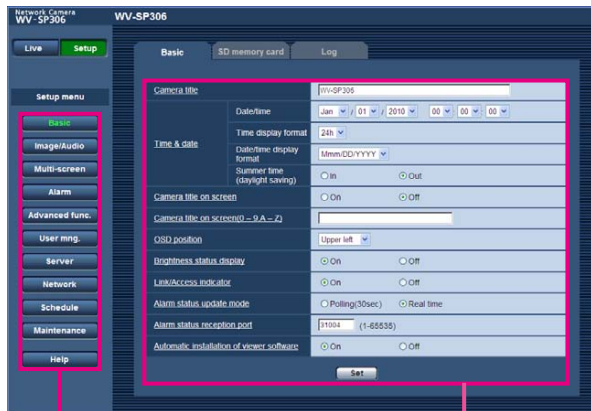 Network Camera
WV-SP306
WV-SP306
Live Setup
Basic SD memory card Log
Setup menu
Basic
Image/Audio
Multi-screen
Alarm
Advanced func.
User mng.
Server
Network
Schedule
Maintenance
Help
Camera title WV-SP306
Time & date
Date/time Jan / 01 / 2010 00 : 00 : 00
Time display format 24h
Date/time display
format Mmm/DD/YYYY
Summer time
(daylight saving) In Out
Camera title on screen On Off
Camera title on screen(0 – 9,A – Z)
OSD position Upper left
Brightness status display On Off
Link/Access indicator On Off
Alarm status update mode Polling(30sec) Real time
Alarm status reception port 31004 (1-65535)
Automatic installation of viewer software On Off
Set